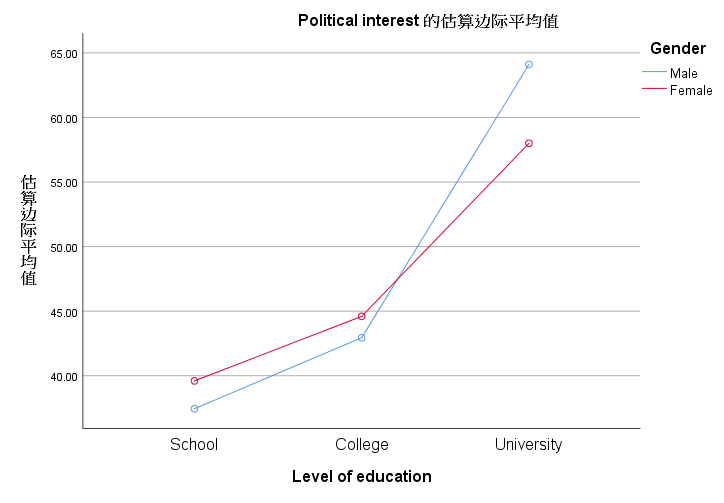 Political interest 的估算边际平均值
Gender
Male
Female
估算边际平均值
65.00
60.00
55.00
50.00
45.00
40.00
School
College
University
Level of education